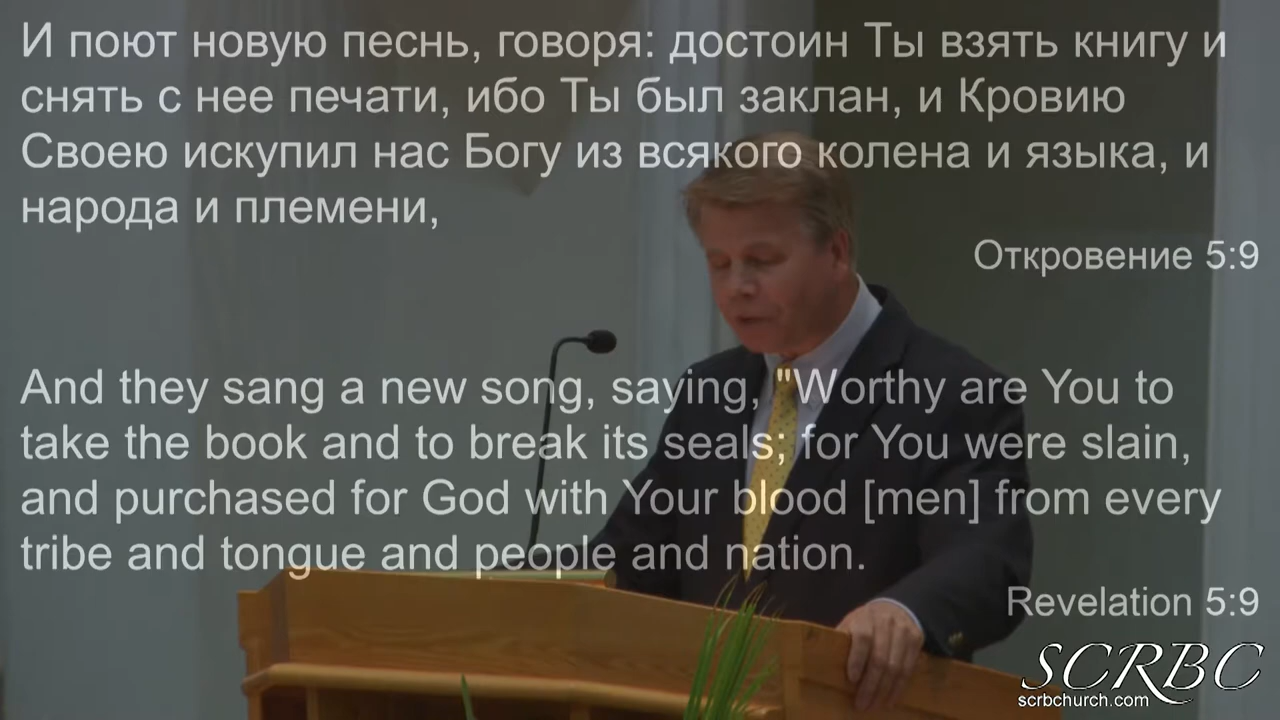 И поют новую песнь, говоря: достоин Ты взять книгу и
снять с нее печати, ибо Ты был заклан, и Кровию
Своею искупил нас Богу из всякого колена и языка, и
народа и племени,
Откровение 5:9
And they sang a new song, saying, "Worthy are You to
take the book and to break its seals; for You were slain,
and purchased for God with Your blood [men] from every
tribe and tongue and people and nation.
Revelation 5:9
SCRBC
scrbchurch.com